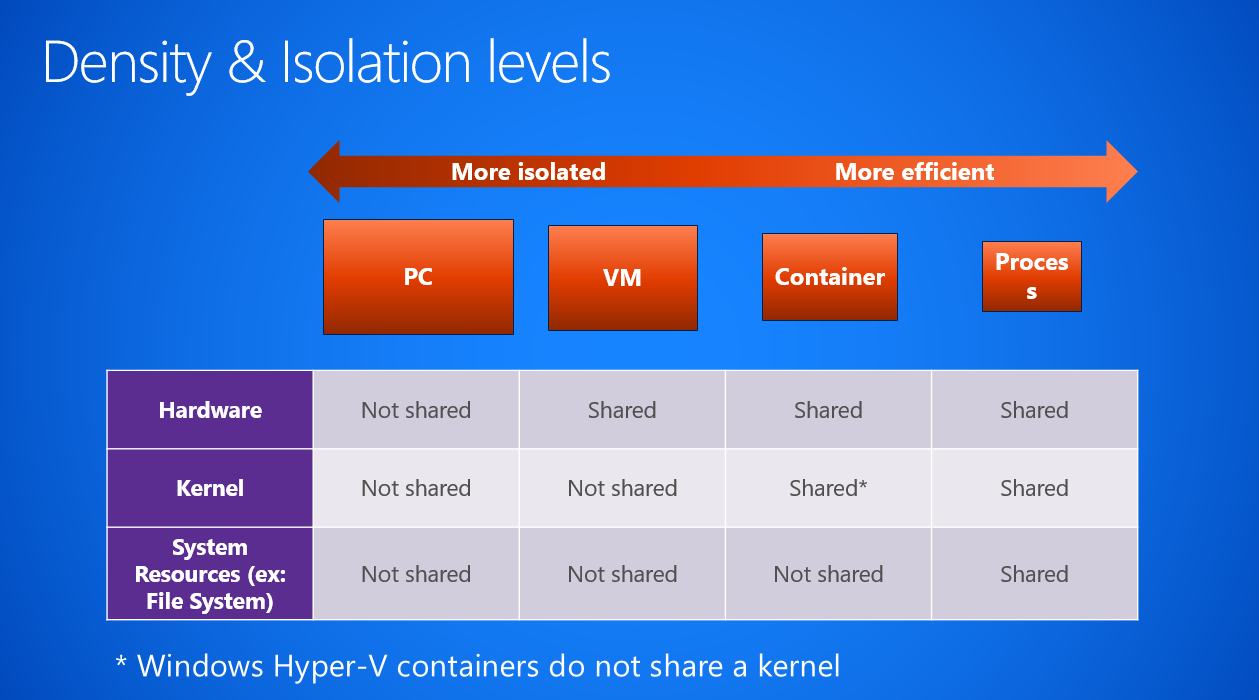 Density & Isolation levels
More isolated More efficient
PC VM Container Proces
s
Hardware Not shared Shared Shared Shared
Kernel Not shared Not shared Shared* Shared
System
Resources (ex: Not shared Not shared Not shared Shared
File System)
* Windows Hyper-V containers do not share a kernel